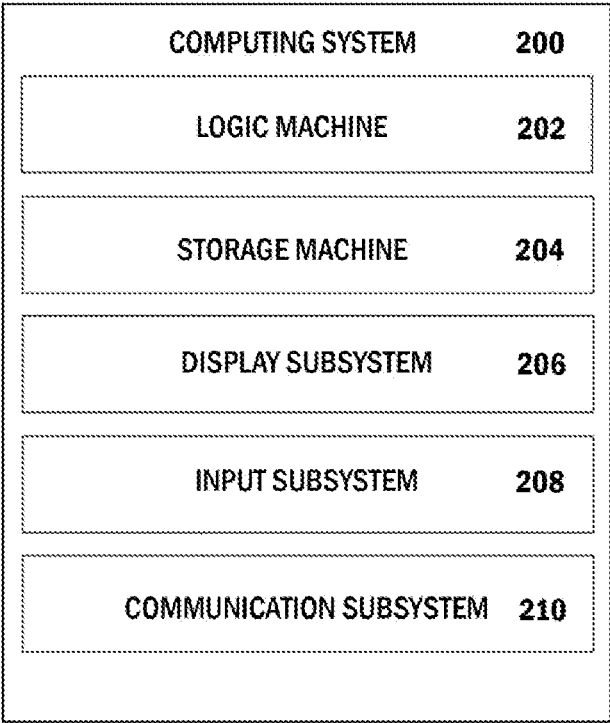 COMPUTING SYSTEM 200
LOGIC MACHINE 202
STORAGE MACHINE 204
DISPLAY SUBSYSTEM 206
INPUT SUBSYSTEM 208
COMMUNICATION SUBSYSTEM 210